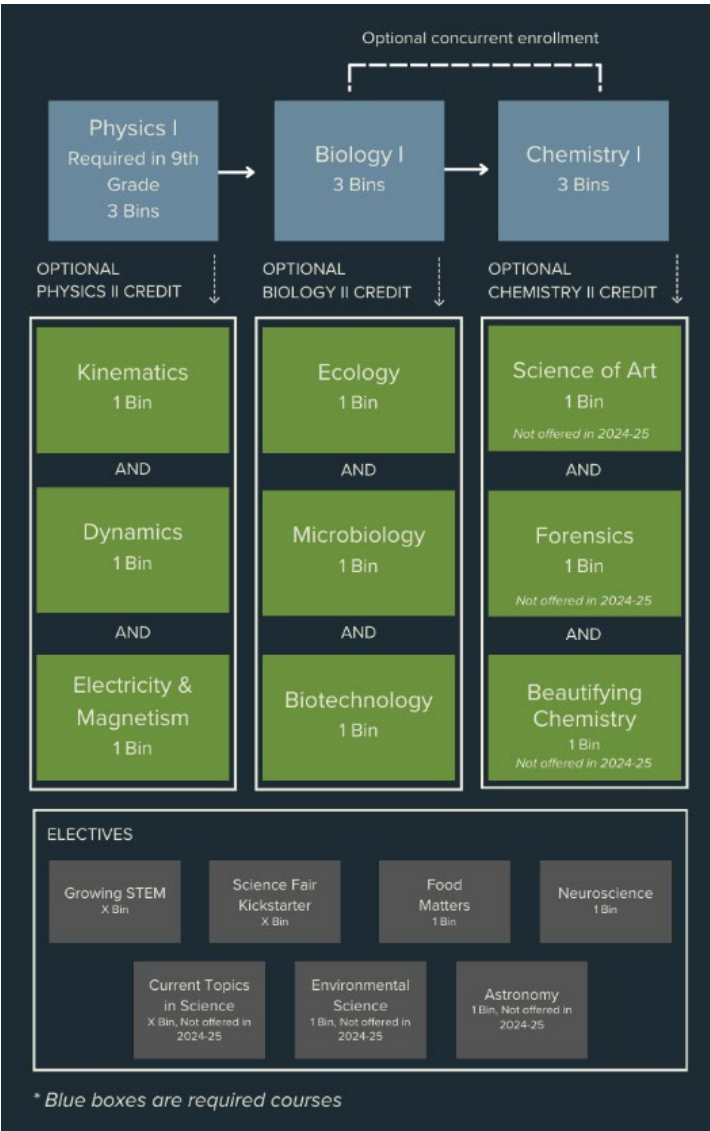 Optional concurrent enrollment
Physics I
Required in 9th
Grade
3 Bins
Biology I
3 Bins
Chemistry I
3 Bins
OPTIONAL
PHYSICS II CREDIT
OPTIONAL
BIOLOGY II CREDIT
OPTIONAL
CHEMISTRY II CREDIT
Kinematics
1 Bin
AND
Dynamics
1 Bin
AND
Electricity &
Magnetism
1 Bin
Ecology
1 Bin
AND
Microbiology
1 Bin
AND
Biotechnology
1 Bin
Science of Art
1 Bin
Not offered in 2024-25
AND
Forensics
1 Bin
Not offered in 2024-25
AND
Beautifying
Chemistry
1 Bin
Not offered in 2024-25
ELECTIVES
Growing STEM
X Bin
Science Fair
Kickstarter
X Bin
Food
Matters
1 Bin
Neuroscience
1 Bin
Current Topics
in Science
X Bin, Not offered in
2024-25
Environmental
Science
1 Bin, Not offered in
2024-25
Astronomy
1 Bin, Not offered in
2024-25
* Blue boxes are required courses